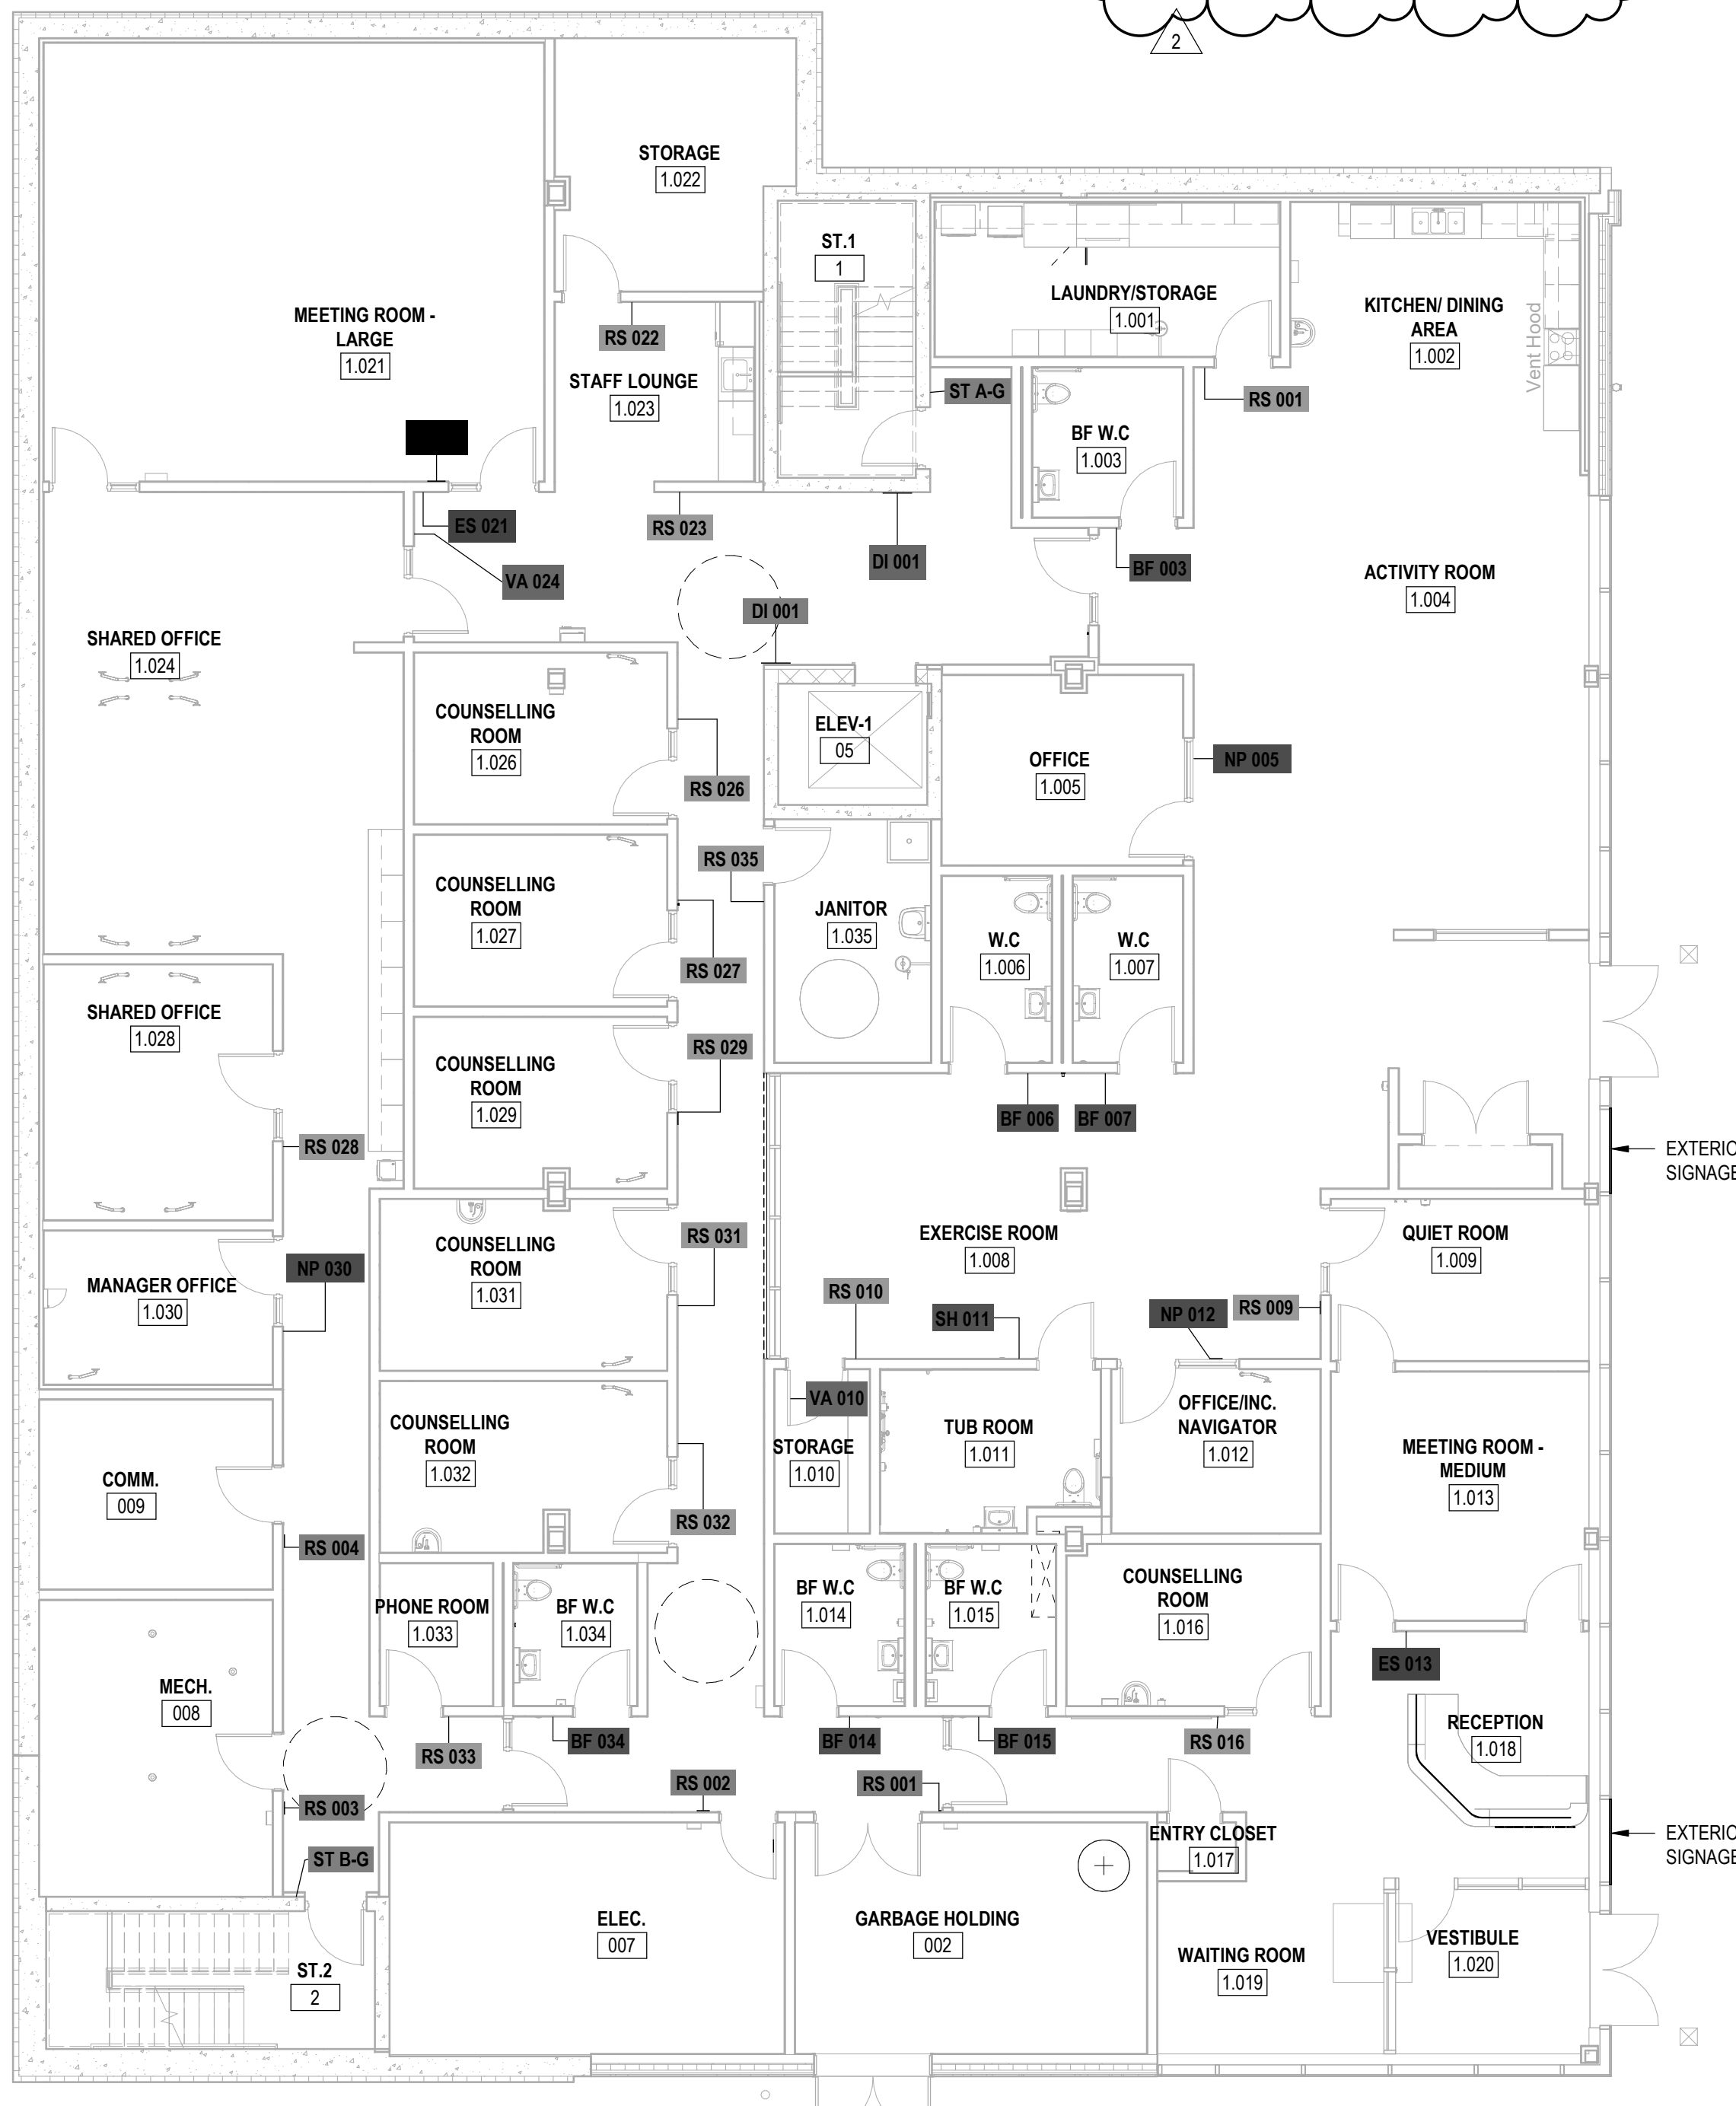 2
STORAGE
1.022
ST.1
1
LAUNDRY/STORAGE
1.001
KITCHEN/ DINING
AREA
1.002
Vent Hood
MEETING ROOM -
LARGE
1.021
RS 022
STAFF LOUNGE
1.023
ST A-G
RS 001
BF W.C
1.003
ES 021
RS 023
DI 001
BF 003
VA 024
ACTIVITY ROOM
1.004
DI 001
SHARED OFFICE
1.024
COUNSELLING
ROOM
1.026
ELEV-1
05
OFFICE
1.005
NP 005
RS 026
RS 035
COUNSELLING
ROOM
1.027
JANITOR
1.035
W.C
1.006
W.C
1.007
RS 027
SHARED OFFICE
1.028
RS 029
COUNSELLING
ROOM
1.029
BF 006
BF 007
RS 028
EXTERIO
SIGNAGE
COUNSELLING
ROOM
1.031
RS 031
EXERCISE ROOM
1.008
QUIET ROOM
1.009
NP 030
MANAGER OFFICE
1.030
RS 010
SH 011
NP 012
RS 009
VA 010
COUNSELLING
ROOM
1.032
STORAGE
1.010
TUB ROOM
1.011
OFFICE/INC.
NAVIGATOR
1.012
MEETING ROOM -
MEDIUM
1.013
COMM.
009
RS 032
RS 004
PHONE ROOM
1.033
BF W.C
1.034
BF W.C
1.014
BF W.C
1.015
COUNSELLING
ROOM
1.016
ES 013
MECH.
008
RS 033
BF 034
BF 014
BF 015
RS 016
RECEPTION
1.018
RS 002
RS 001
RS 003
ENTRY CLOSET
1.017
EXTERIO
SIGNAGE
ST B-G
ELEC.
007
GARBAGE HOLDING
002
WAITING ROOM
1.019
VESTIBULE
1.020
ST.2
2